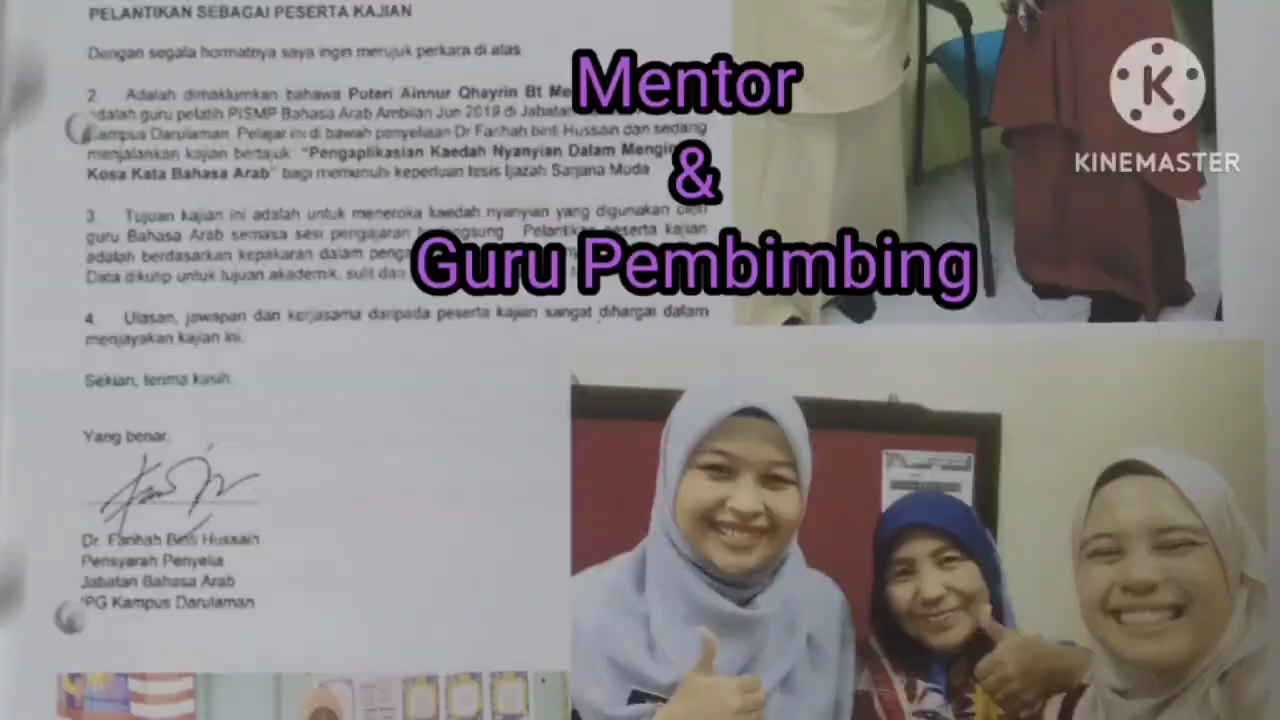 PELANTIKAN SEBAGAI PESERTA KAJIAN
Dengan segala hormatnya saya ingin merujuk perkara di atas
2. Adalah dimaklumkan bahawa Puteri Ainnur Qhayrin Bt
adalah guru pelatih PISMP Bahasa Arab Ambilan Jun 2019 di
Kampus Darulaman. Pelajar ini di bawah penyeliaan Dr Farihah binti Hussain dan sedang
menjalankan kajian bertajuk "Pengaplikasian Kaedah Nyanyian Dalam
Kosa Kata Bahasa Arab" bagi memenuhi keperluan tesis Ijazah Sarjana Muda
3. Tujuan kajian ini adalah untuk meneroka kaedah nyanyian yang digunakan oleh
guru Bahasa Arab semasa sesi pengajaran Pelantikan peserta kajian
adalah berdasarkan kepakaran dalam
Data dikutip untuk tujuan akademik, sulit dan
4. Ulasan, jawapan dan kerjasama daripada peserta kajian sangat dihargai dalam
menjayakan kajian ini.
Sekian, terima kasih.
Yang benar,
Dr. Farihah Binti Hussain
Pensyarah Penyelia
Jabatan Bahasa Arab
IPG Kampus Darulaman
Mentor
&
Guru Pembimbing
K
KINEMASTER